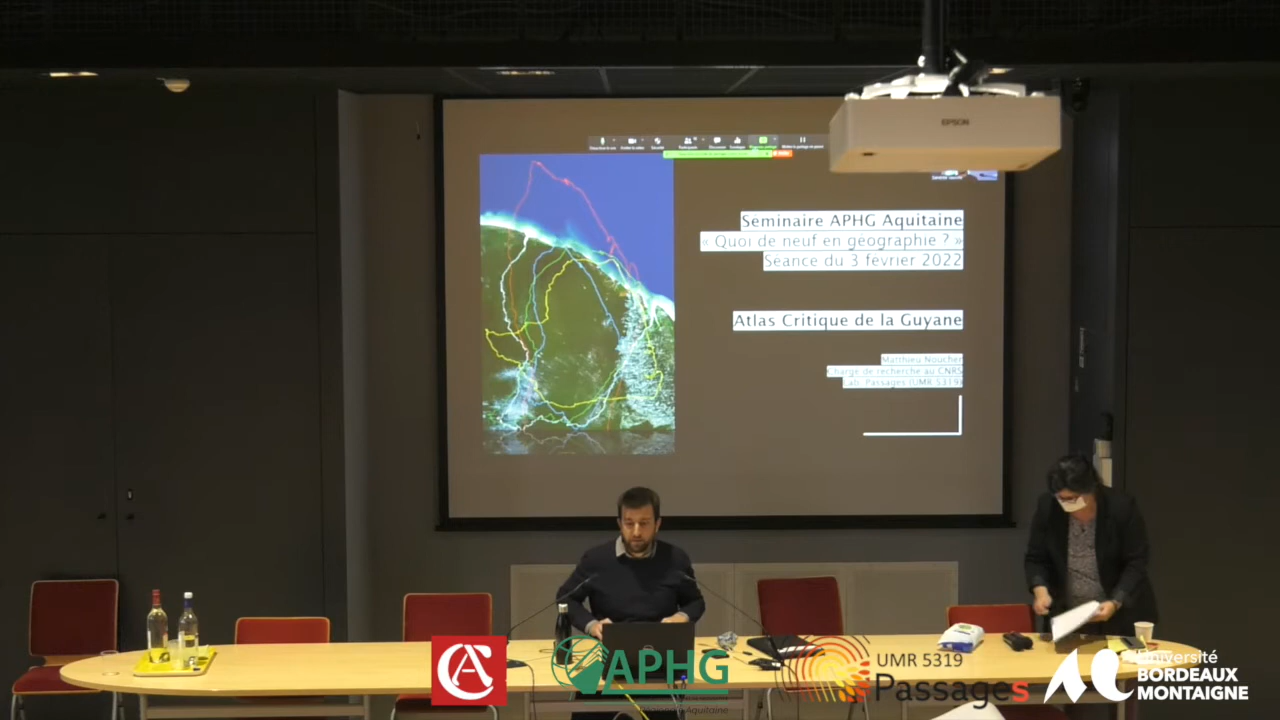 EPSON
Seminaire APHG Aquitaine
« Quoi de neuf en géographie ? »
Séance du 3 février 2022
Atlas Critique de la Guyane
Matthieu Noucher
Chargé de recherche au CNRS
Lab. Passages (UMR 5319)
APHG
Aquitaine
UMR 5319
Passages
Université
BORDEAUX
MONTAIGNE